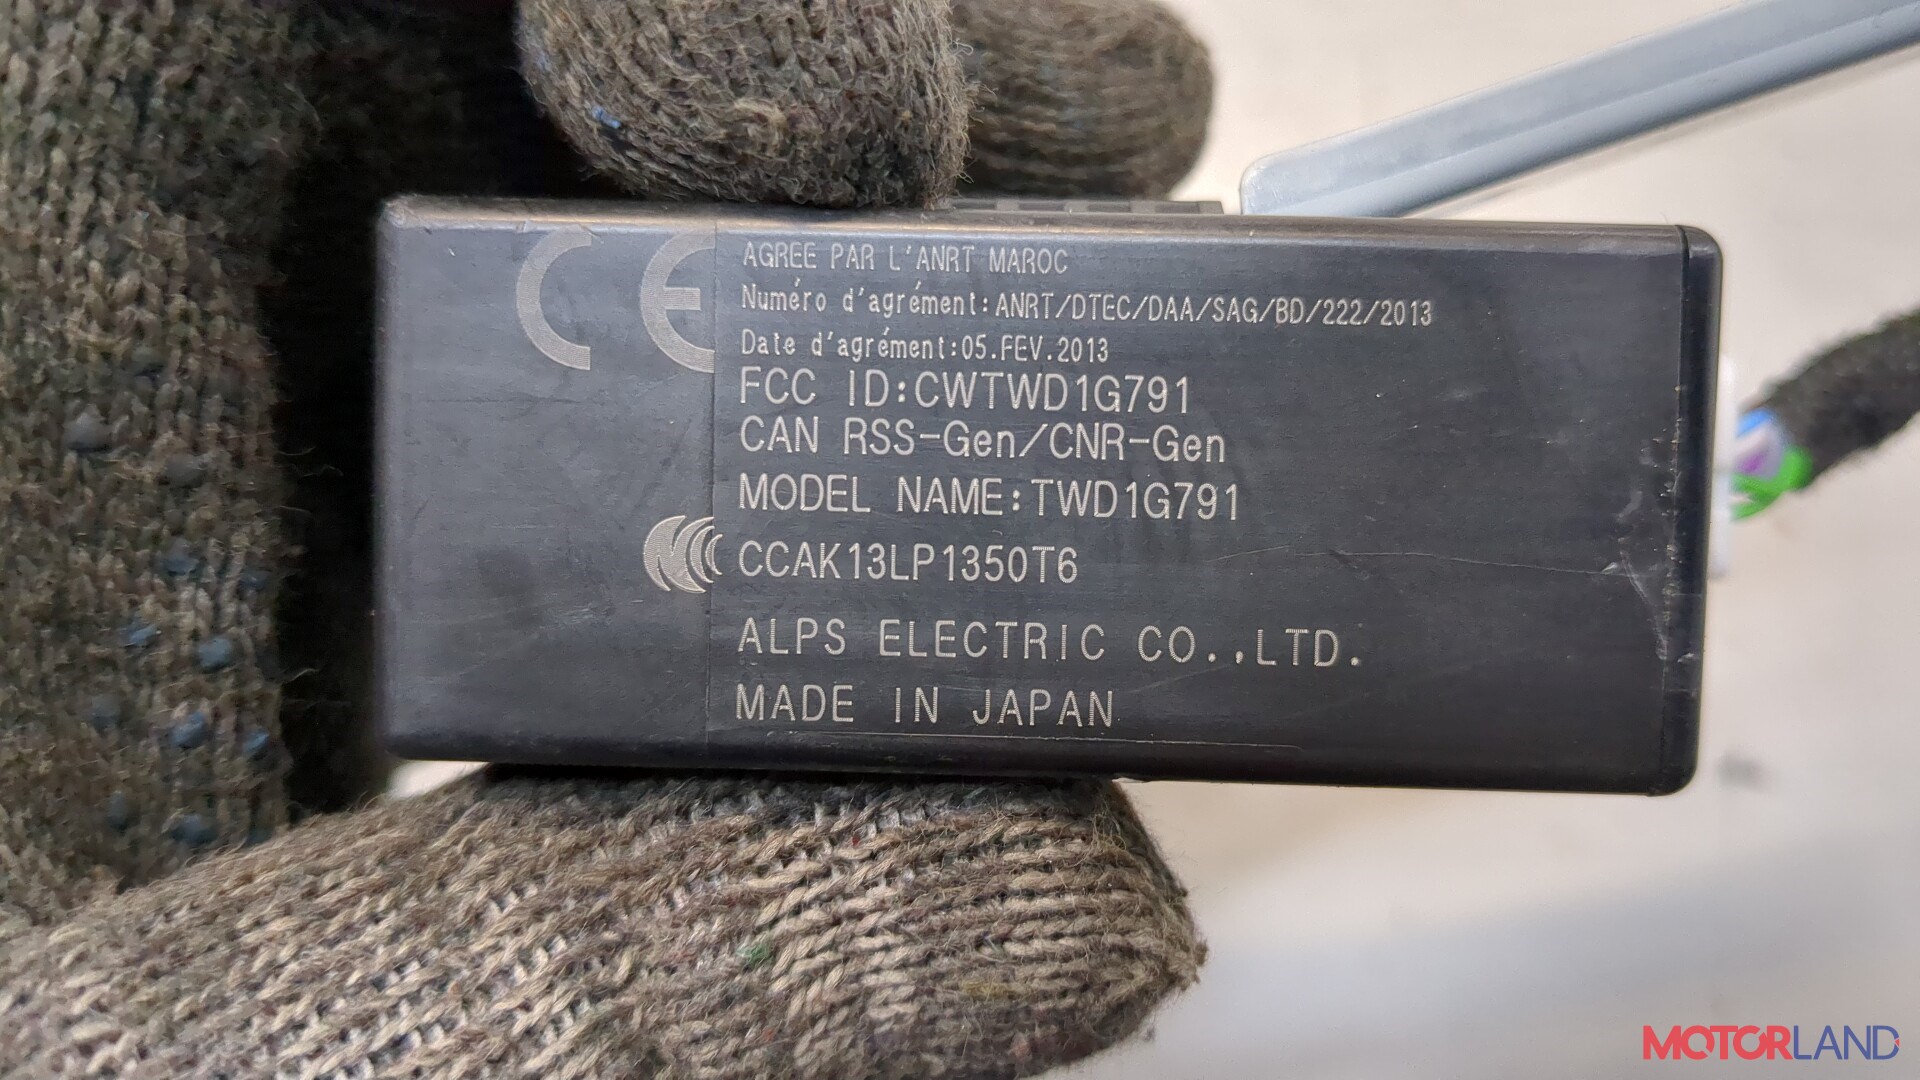 CE
AGREE PAR L'ANRT MAROC
Numéro d'agrément:ANRT/DTEC/DAA/SAG/BD/222/2013
Date d'agrément:05.FEV.2013
FCC ID:CWTWD1G791
CAN RSS-Gen/CNR-Gen
MODEL NAME:TWD1G791
CCAK13LP1350T6
ALPS ELECTRIC CO.,LTD.
MADE IN JAPAN
MOTORLAND